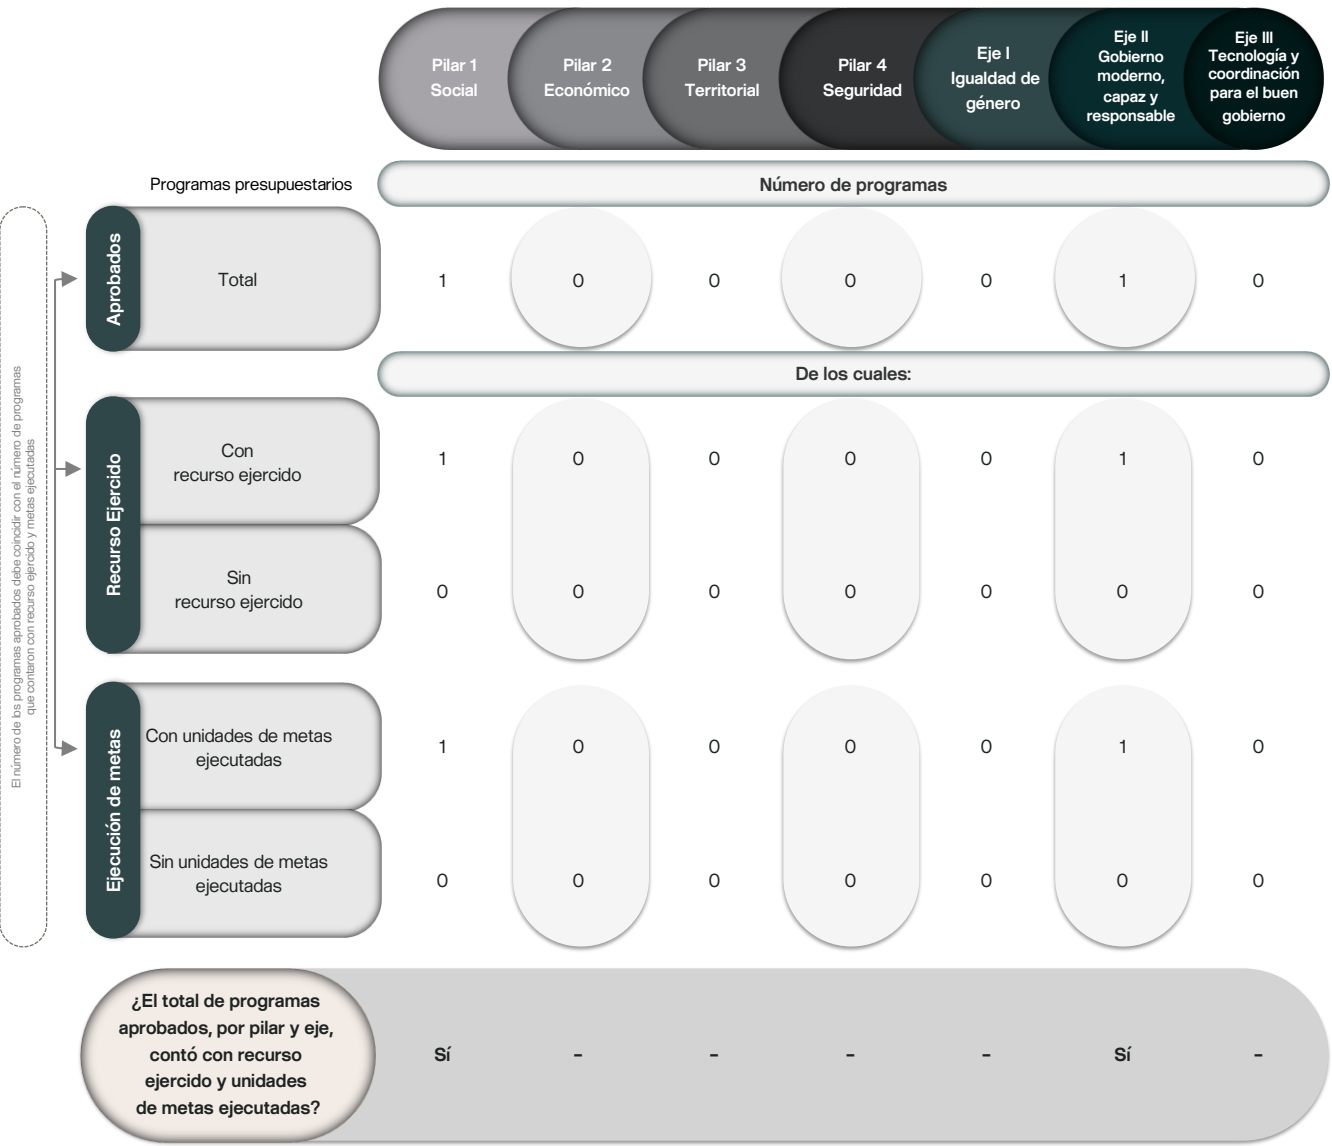 Pilar 1
Social
Pilar 2
Económico
Pilar 3
Territorial
Pilar 4
Seguridad
Eje I
Igualdad de
género
Eje II
Gobierno
moderno,
capaz y
responsable
Eje III
Tecnología y
coordinación
para el buen
gobierno
Programas presupuestarios
Número de programas
Aprobados
Total
1 0 0 0 0 1 0
De los cuales:
Recurso Ejercido
Con
recurso ejercido
1 0 0 0 0 1 0
Sin
recurso ejercido
0 0 0 0 0 0 0
Ejecución de metas
Con unidades de metas
ejecutadas
1 0 0 0 0 1 0
Sin unidades de metas
ejecutadas
0 0 0 0 0 0 0
El número de los programas aprobados debe coincidir con el número de programas
que contaron con recurso ejercido y metas ejecutadas
¿El total de programas
aprobados, por pilar y eje,
contó con recurso
ejercido y unidades
de metas ejecutadas?
Sí - - - - Sí -